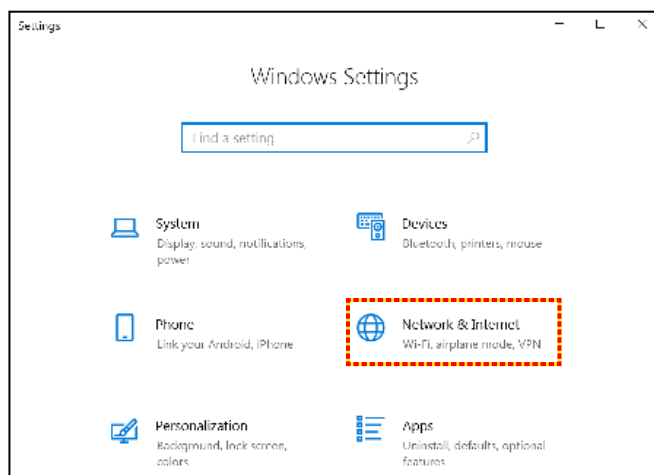 Settings
Windows Settings
Find a setting
System
Display, sound, notifications,
power
Devices
Bluetooth, printers, mouse
Phone
Link your Android, iPhone
Network & Internet
Wi-Fi, airplane mode, VPN
Personalization
Background, lock screen,
colors
Apps
Uninstall, defaults, optional
features